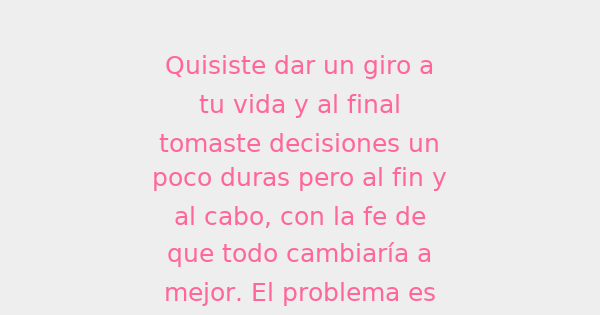 Quisiste dar un giro a
tu vida y al final
tomaste decisiones un
poco duras pero al fin y
al cabo, con la fe de
que todo cambiaría a
mejor. El problema es